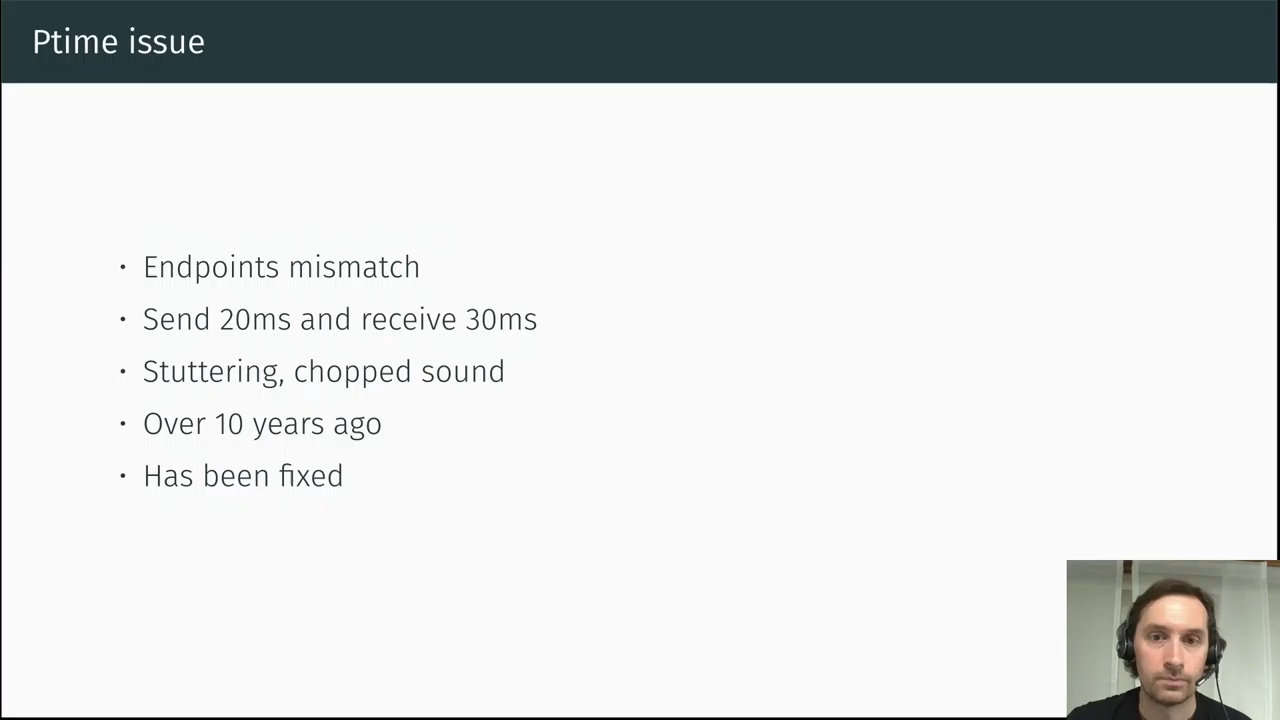 Ptime issue
• Endpoints mismatch
• Send 20ms and receive 30ms
• Stuttering, chopped sound
• Over 10 years ago
• Has been fixed